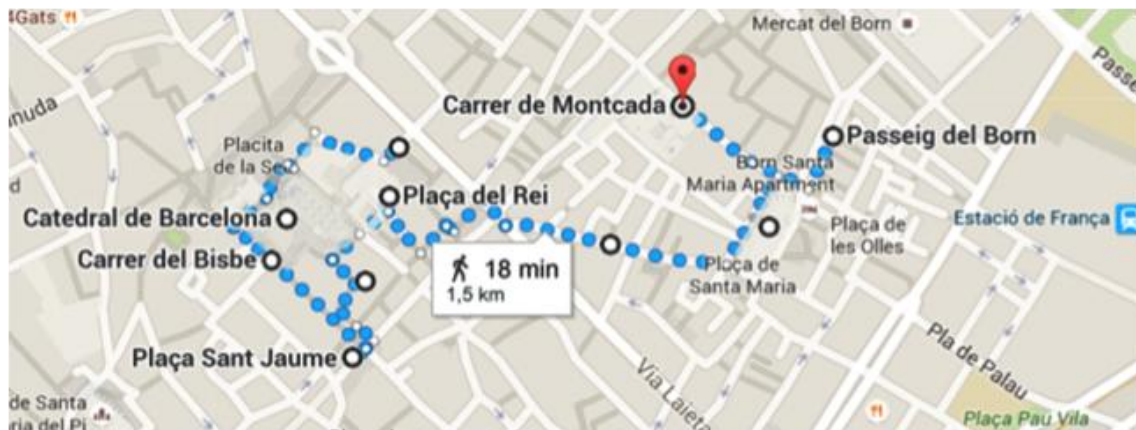 4Gats
Mercat del Born
Carrer de Montcada
Passeig del Born
Placita
de la Seu
Born Santa
Maria Apartment
Plaça del Rei
Catedral de Barcelona
Plaça de
les Olles
Estació de França
Carrer del Bisbe
18 min
1,5 km
Plaça de
Santa Maria
Plaça Sant Jaume
Pla de Palau
Via Laieta
de Santa
ria del Pi
Plaça Pau Vila